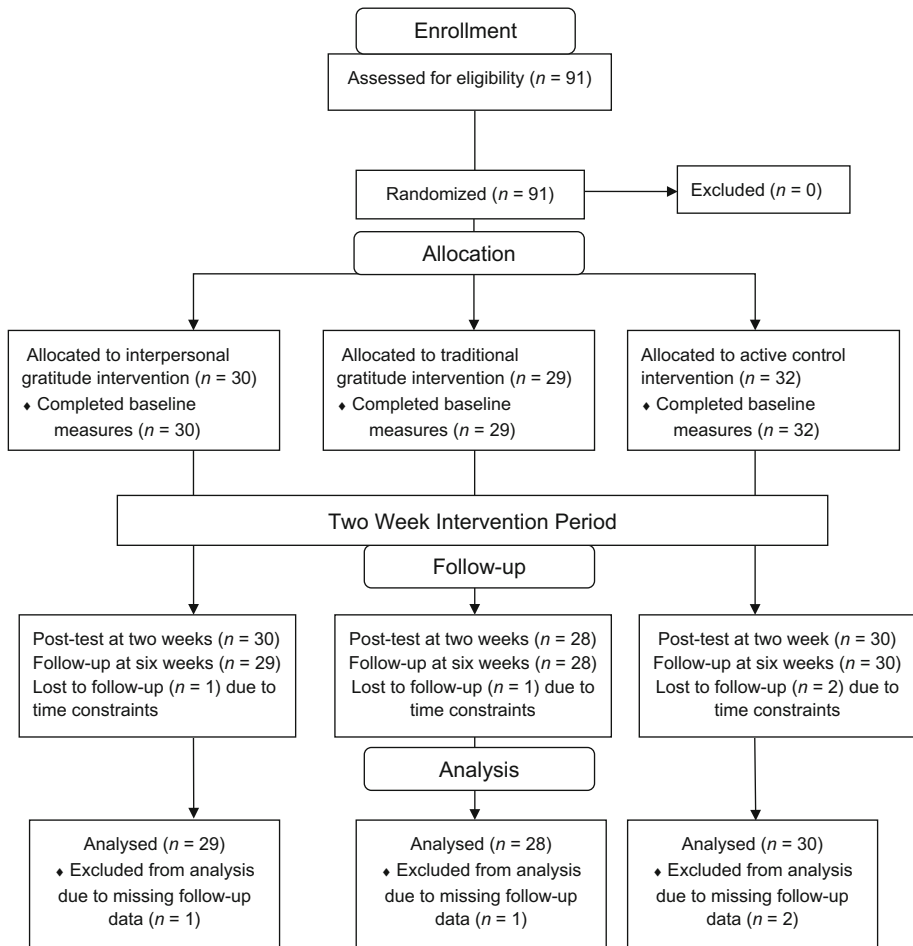 Enrollment
Assessed for eligibility (n = 91)
Randomized (n = 91)
Excluded (n = 0)
Allocation
Allocated to interpersonal
gratitude intervention (n = 30)
♦ Completed baseline
measures (n = 30)
Allocated to traditional
gratitude intervention (n = 29)
♦ Completed baseline
measures (n = 29)
Allocated to active control
intervention (n = 32)
♦ Completed baseline
measures (n = 32)
Two Week Intervention Period
Follow-up
Post-test at two weeks (n = 30)
Follow-up at six weeks (n = 29)
Lost to follow-up (n = 1) due to
time constraints
Post-test at two weeks (n = 28)
Follow-up at six weeks (n = 28)
Lost to follow-up (n = 1) due to
time constraints
Post-test at two week (n = 30)
Follow-up at six weeks (n = 30)
Lost to follow-up (n = 2) due to
time constraints
Analysis
Analysed (n = 29)
♦ Excluded from analysis
due to missing follow-up
data (n = 1)
Analysed (n = 28)
♦ Excluded from analysis
due to missing follow-up
data (n = 1)
Analysed (n = 30)
♦ Excluded from analysis
due to missing follow-up
data (n = 2)